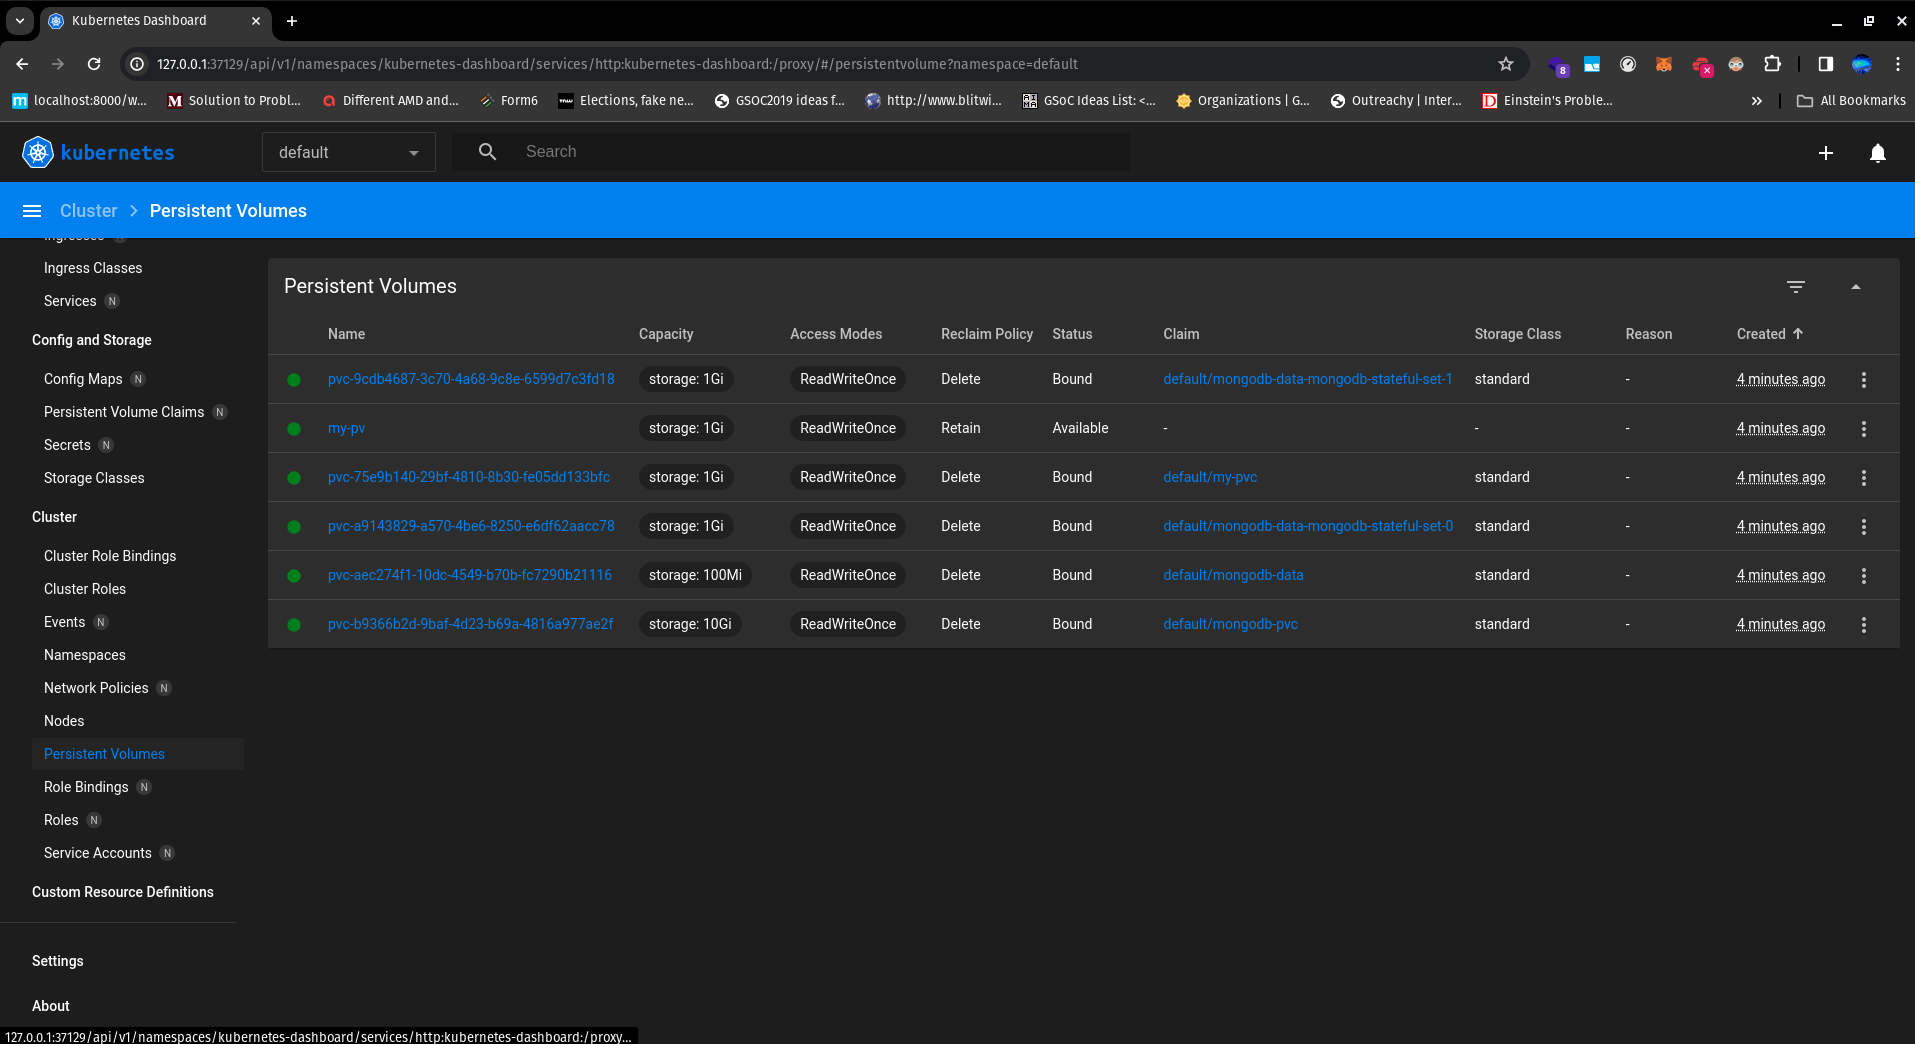 Kubernetes Dashboard
127.0.0.1:37129/api/v1/namespaces/kubernetes-dashboard/services/http:kubernetes-dashboard:/proxy/#/persistentvolume?namespace=default
8
localhost:8000/w... Solution to Probl... Different AMD and... Form6 Elections, fake ne... GSOC2019 ideas f... http://www.blitwi... GSoC Ideas List: <... Organizations | G... Outreachy | Inter... Einstein's Proble... » All Bookmarks
kubernetes default Search
Cluster > Persistent Volumes
Ingresses
Ingress Classes
Services N
Config and Storage
Config Maps N
Persistent Volume Claims N
Secrets N
Storage Classes
Cluster
Cluster Role Bindings
Cluster Roles
Events N
Namespaces
Network Policies N
Nodes
Persistent Volumes
Role Bindings N
Roles N
Service Accounts N
Custom Resource Definitions
Settings
About
Persistent Volumes
Name Capacity Access Modes Reclaim Policy Status Claim Storage Class Reason Created
pvc-9cdb4687-3c70-4a68-9c8e-6599d7c3fd18 storage: 1Gi ReadWriteOnce Delete Bound default/mongodb-data-mongodb-stateful-set-1 standard - 4 minutes ago
my-pv storage: 1Gi ReadWriteOnce Retain Available - - - 4 minutes ago
pvc-75e9b140-29bf-4810-8b30-fe05dd133bfc storage: 1Gi ReadWriteOnce Delete Bound default/my-pvc standard - 4 minutes ago
pvc-a9143829-a570-4be6-8250-e6df62aacc78 storage: 1Gi ReadWriteOnce Delete Bound default/mongodb-data-mongodb-stateful-set-0 standard - 4 minutes ago
pvc-aec274f1-10dc-4549-b70b-fc7290b21116 storage: 100Mi ReadWriteOnce Delete Bound default/mongodb-data standard - 4 minutes ago
pvc-b9366b2d-9baf-4d23-b69a-4816a977ae2f storage: 10Gi ReadWriteOnce Delete Bound default/mongodb-pvc standard - 4 minutes ago
127.0.0.1:37129/api/v1/namespaces/kubernetes-dashboard/services/http:kubernetes-dashboard:/proxy...